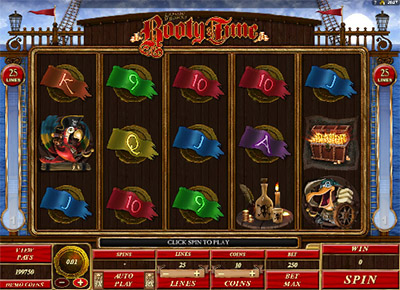 Booty Time
25
LINES
25
LINES
K
9
10
10
J
Q
J
A
J
10
9
CLICK SPIN TO PLAY
VIEW
PAYS
199750
DEMO COINS
0.01
SPINS
LINES
COINS
BET
WIN
-
25
10
250
0
AUTO
PLAY
LINES
COINS
BET
MAX
SPIN